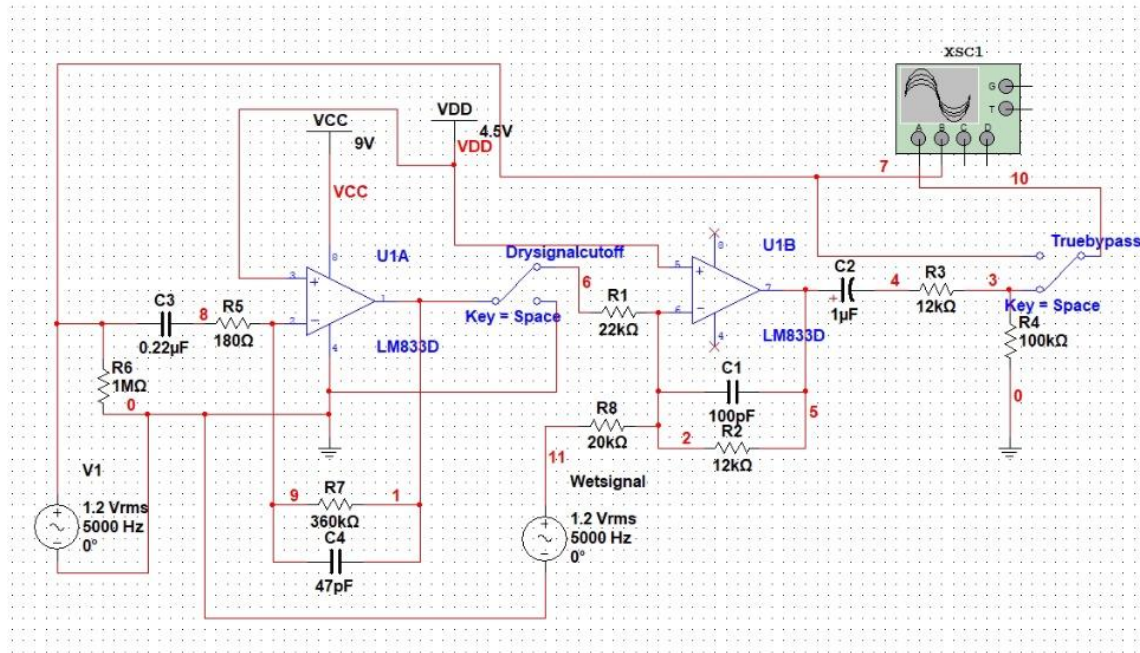 XSC1
G
T
A
B
C
D
VDD
4.5V
VDD
VCC
9V
VCC
7
10
U1A
3
8
1
2
4
LM833D
Drysignalcutoff
Key = Space
6
R1
22kΩ
U1B
5
8
7
6
4
LM833D
C2
1µF
4
R3
12kΩ
3
Truebypass
Key = Space
R4
100kΩ
0
C3
0.22µF
8
R5
180Ω
R6
1MΩ
0
C1
100pF
5
R8
20kΩ
2
R2
12kΩ
11
V1
1.2 Vrms
5000 Hz
0°
9
R7
1
360kΩ
C4
47pF
Wetsignal
1.2 Vrms
5000 Hz
0°